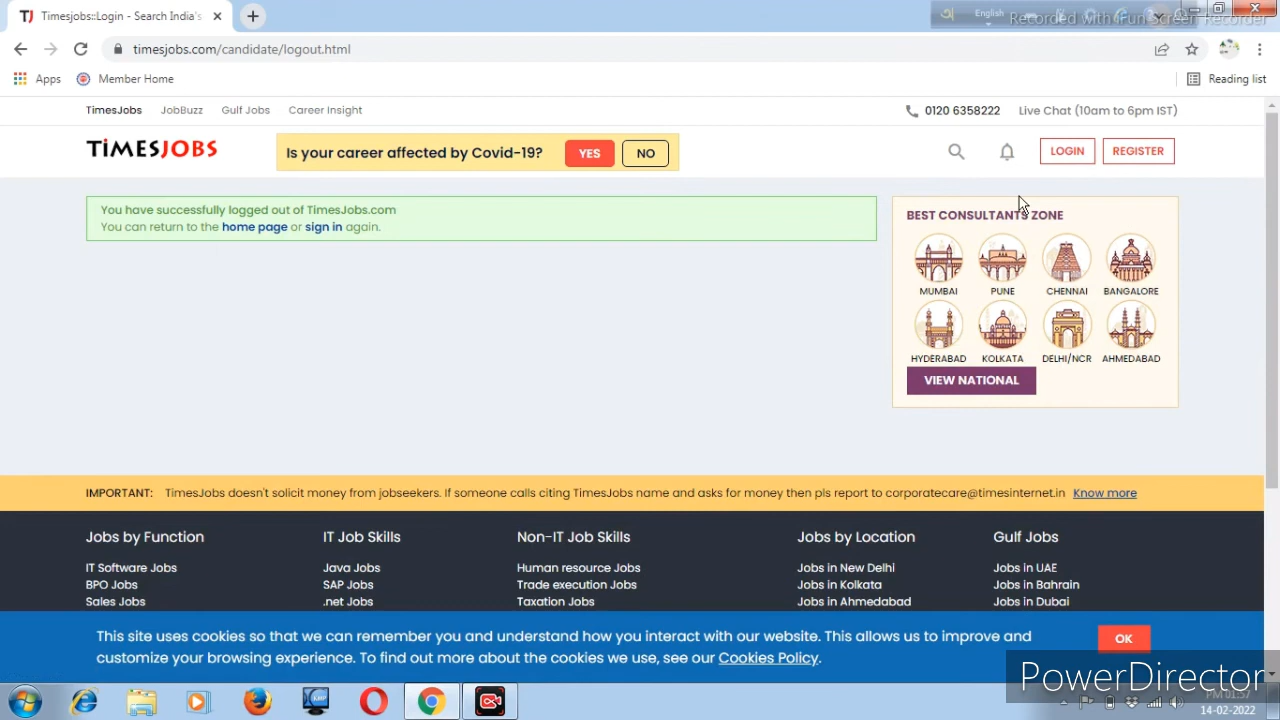 Timesjobs::Login - Search India's
English
Recorded with iFun Screen Recorder
timesjobs.com/candidate/logout.html
Apps Member Home
Reading list
TimesJobs JobBuzz Gulf Jobs Career Insight
0120 6358222 Live Chat (10am to 6pm IST)
TIMESJOBS
Is your career affected by Covid-19? YES NO
LOGIN REGISTER
You have successfully logged out of TimesJobs.com
You can return to the home page or sign in again.
BEST CONSULTANTS ZONE
MUMBAI PUNE CHENNAI BANGALORE
HYDERABAD KOLKATA DELHI/NCR AHMEDABAD
VIEW NATIONAL
IMPORTANT: TimesJobs doesn't solicit money from jobseekers. If someone calls citing TimesJobs name and asks for money then pls report to corporatecare@timesinternet.in Know more
Jobs by Function IT Job Skills Non-IT Job Skills Jobs by Location Gulf Jobs
IT Software Jobs Java Jobs Human resource Jobs Jobs in New Delhi Jobs in UAE
BPO Jobs SAP Jobs Trade execution Jobs Jobs in Kolkata Jobs in Bahrain
Sales Jobs .net Jobs Taxation Jobs Jobs in Ahmedabad Jobs in Dubai
This site uses cookies so that we can remember you and understand how you interact with our website. This allows us to improve and
customize your browsing experience. To find out more about the cookies we use, see our Cookies Policy.
OK
PowerDirector
PM 01:57
14-02-2022